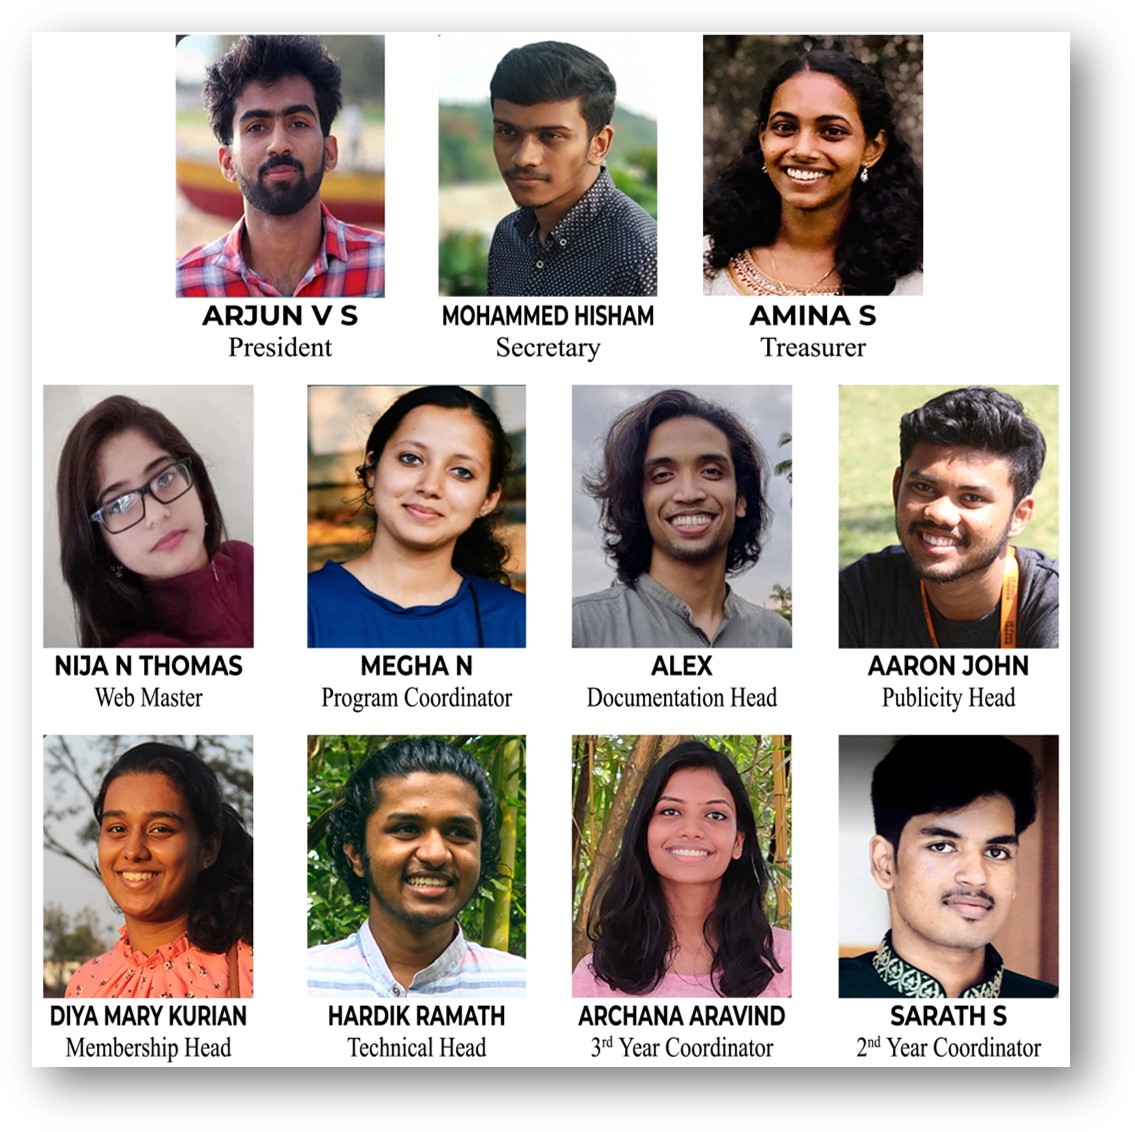 ARJUN V S
President
MOHAMMED HISHAM
Secretary
AMINA S
Treasurer
NIJA N THOMAS
Web Master
MEGHA N
Program Coordinator
ALEX
Documentation Head
AARON JOHN
Publicity Head
DIYA MARY KURIAN
Membership Head
HARDIK RAMATH
Technical Head
ARCHANA ARAVIND
3rd Year Coordinator
SARATH S
2nd Year Coordinator